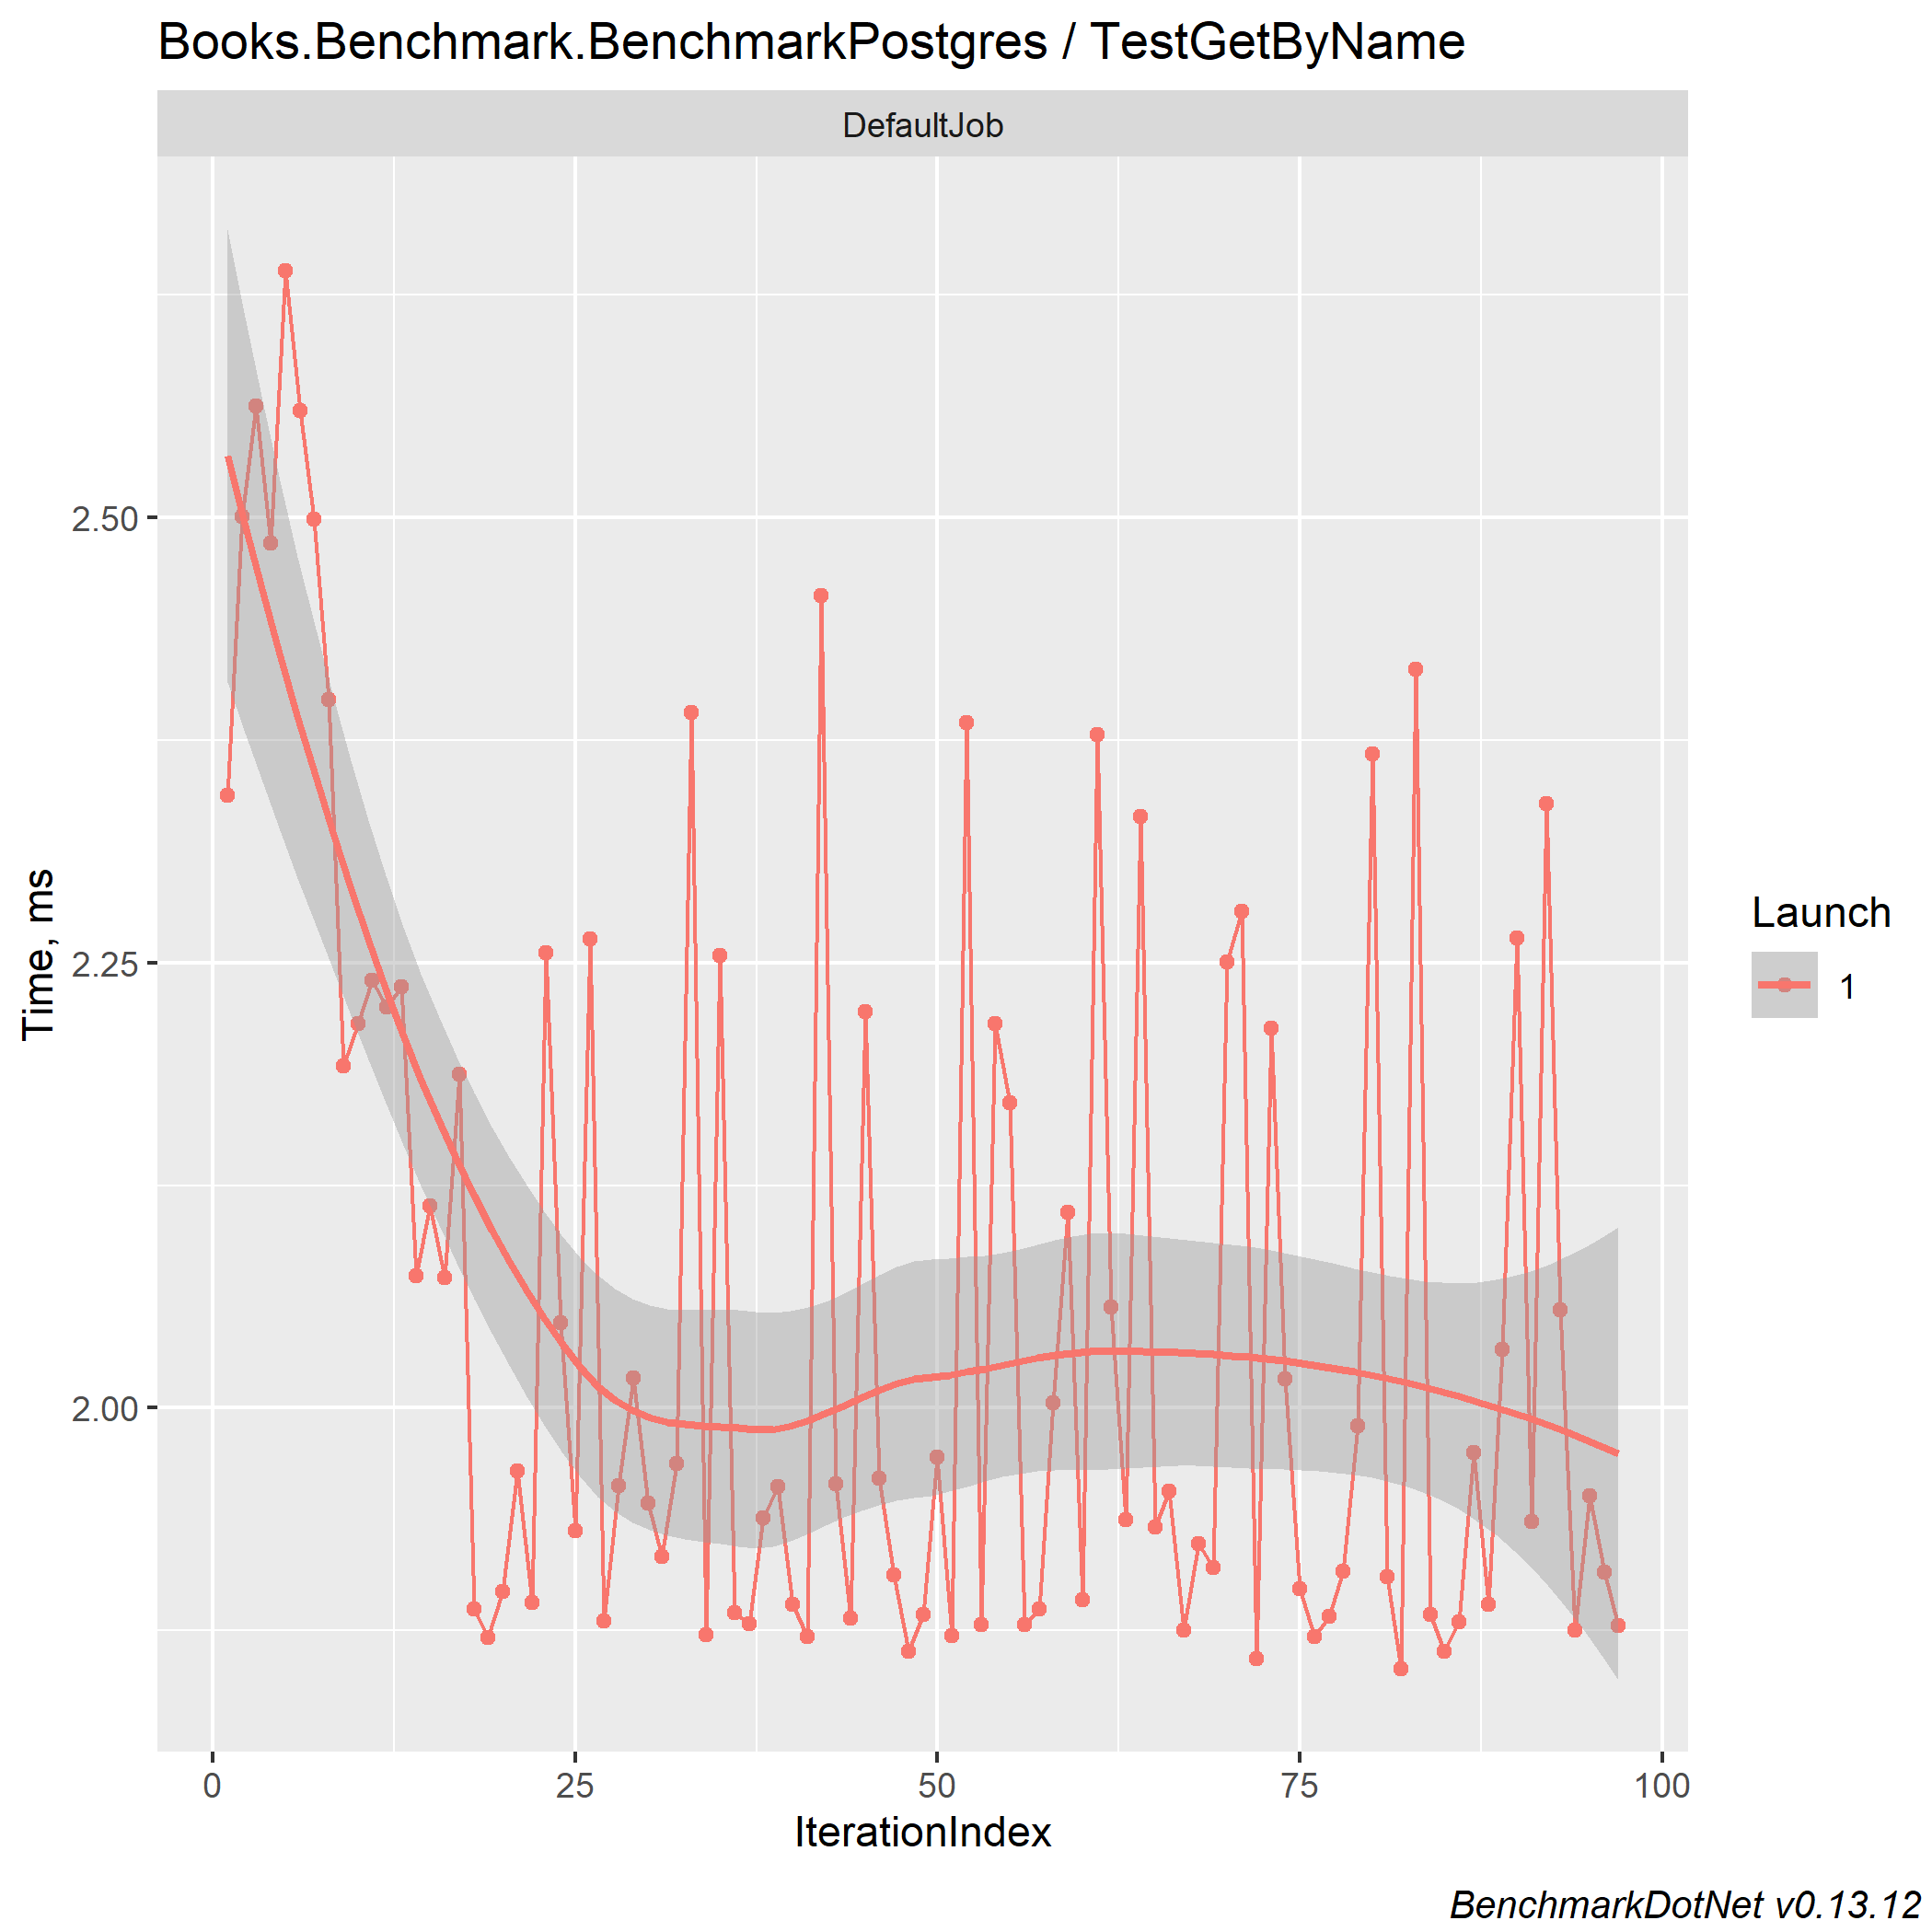 Books.Benchmark.BenchmarkPostgres / TestGetByName
DefaultJob
2.50
2.25
2.00
Time, ms
0 25 50 75 100
IterationIndex
Launch
1
BenchmarkDotNet v0.13.12